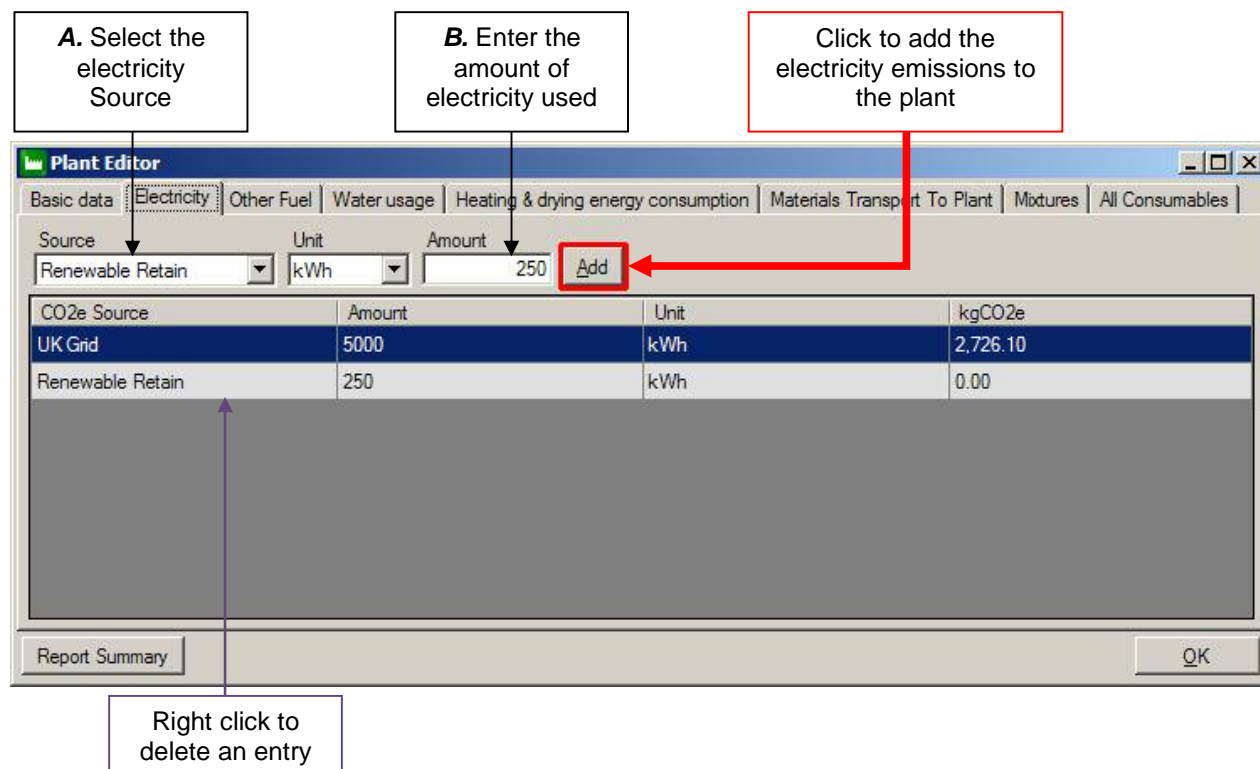 A. Select the
electricity
Source
B. Enter the
amount of
electricity used
Click to add the
electricity emissions to
the plant
Plant Editor
Basic data Electricity Other Fuel Water usage Heating & drying energy consumption Materials Transport To Plant Mixtures All Consumables
Source Unit Amount
Renewable Retain kWh 250 Add
CO2e Source Amount Unit kgCO2e
UK Grid 5000 kWh 2,726.10
Renewable Retain 250 kWh 0.00
Report Summary OK
Right click to
delete an entry